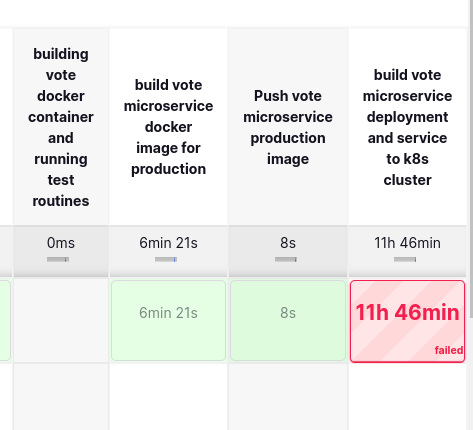 building
vote
docker
container
and
running
test
routines
build vote
microservice
docker
image for
production
Push vote
microservice
production
image
build vote
microservice
deployment
and service
to k8s
cluster
0ms
6min 21s
8s
11h 46min
6min 21s
8s
11h 46min
failed